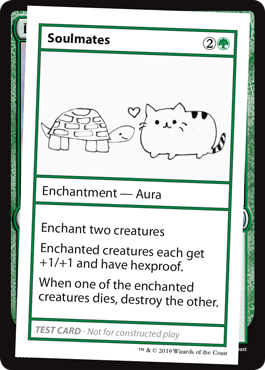 Soulmates 2
Enchantment — Aura
Enchant two creatures
Enchanted creatures each get
+1/+1 and have hexproof.
When one of the enchanted
creatures dies, destroy the other.
TEST CARD - Not for constructed play
™ & © 2019 Wizards of the Coast